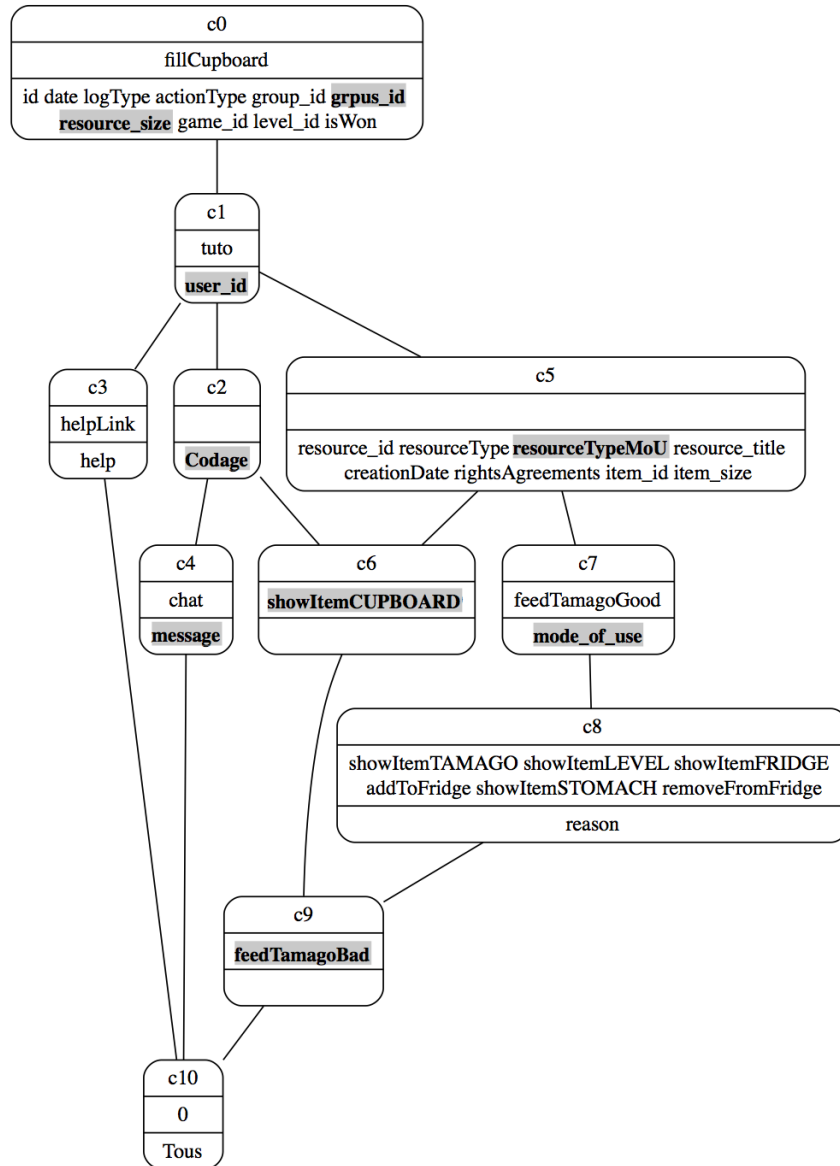 c0
fillCupboard
id date logType actionType group_id grpus_id
resource_size game_id level_id isWon
c1
tuto
user_id
c3
helpLink
help
c2
Codage
c5
resource_id resourceType resourceTypeMoU resource_title
creationDate rightsAgreements item_id item_size
c4
chat
message
c6
showItemCUPBOARD
c7
feedTamagoGood
mode_of_use
c8
showItemTAMAGO showItemLEVEL showItemFRIDGE
addToFridge showItemSTOMACH removeFromFridge
reason
c9
feedTamagoBad
c10
0
Tous